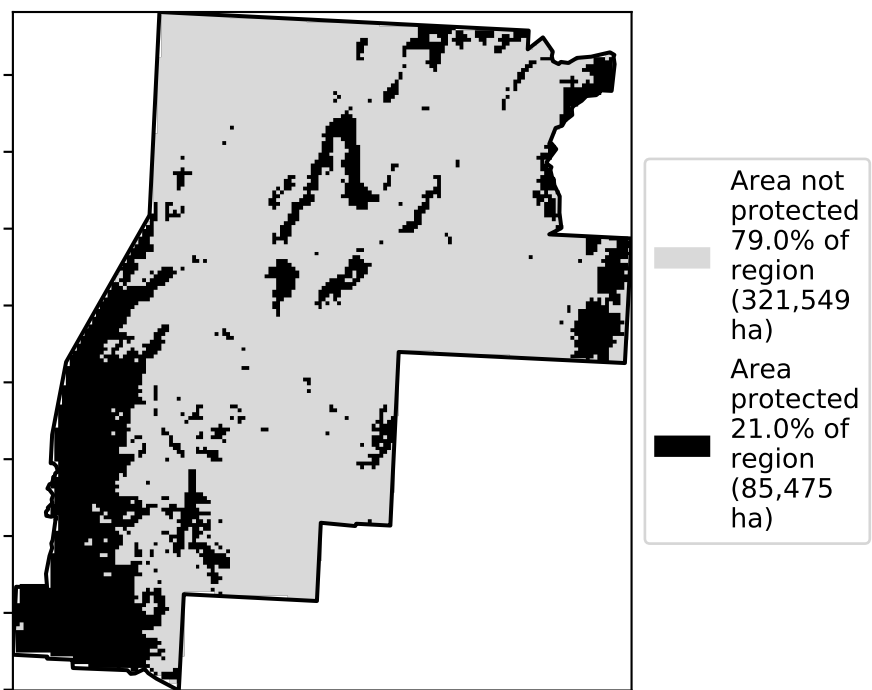 Area not
protected
79.0% of
region
(321,549
ha)
Area
protected
21.0% of
region
(85,475
ha)